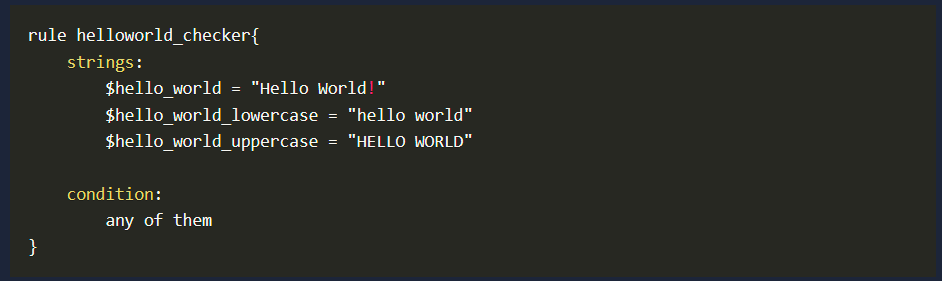 rule helloworld_checker{
    strings:
        $hello_world = "Hello World!"
        $hello_world_lowercase = "hello world"
        $hello_world_uppercase = "HELLO WORLD"

    condition:
        any of them
}